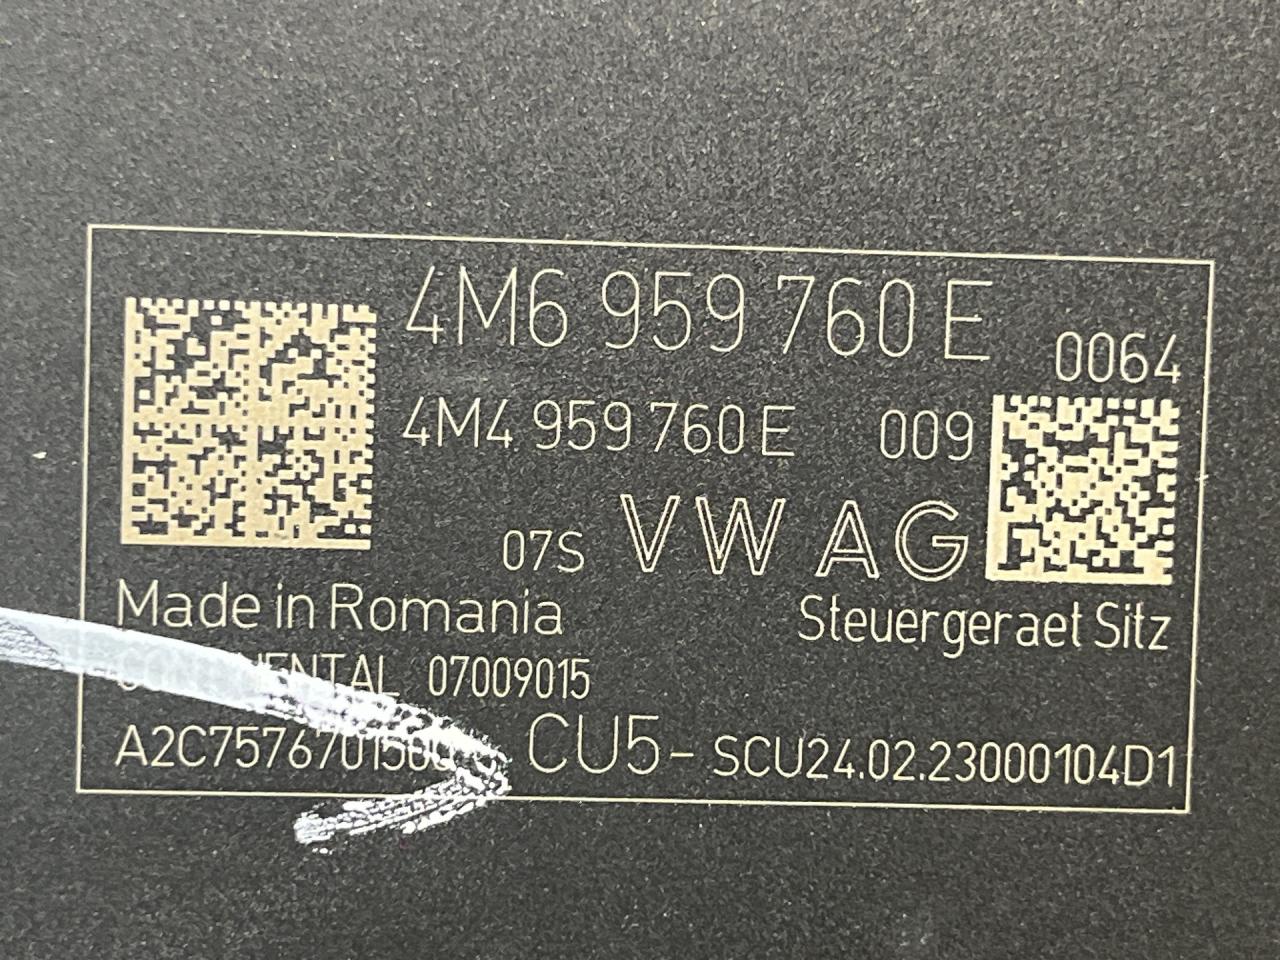 4M6 959 760 E
0064
4M4 959 760 E 009
07S VW AG
Made in Romania
Steuergeraet Sitz
CONTINENTAL 07009015
CU5- SCU24.02.23000104D1